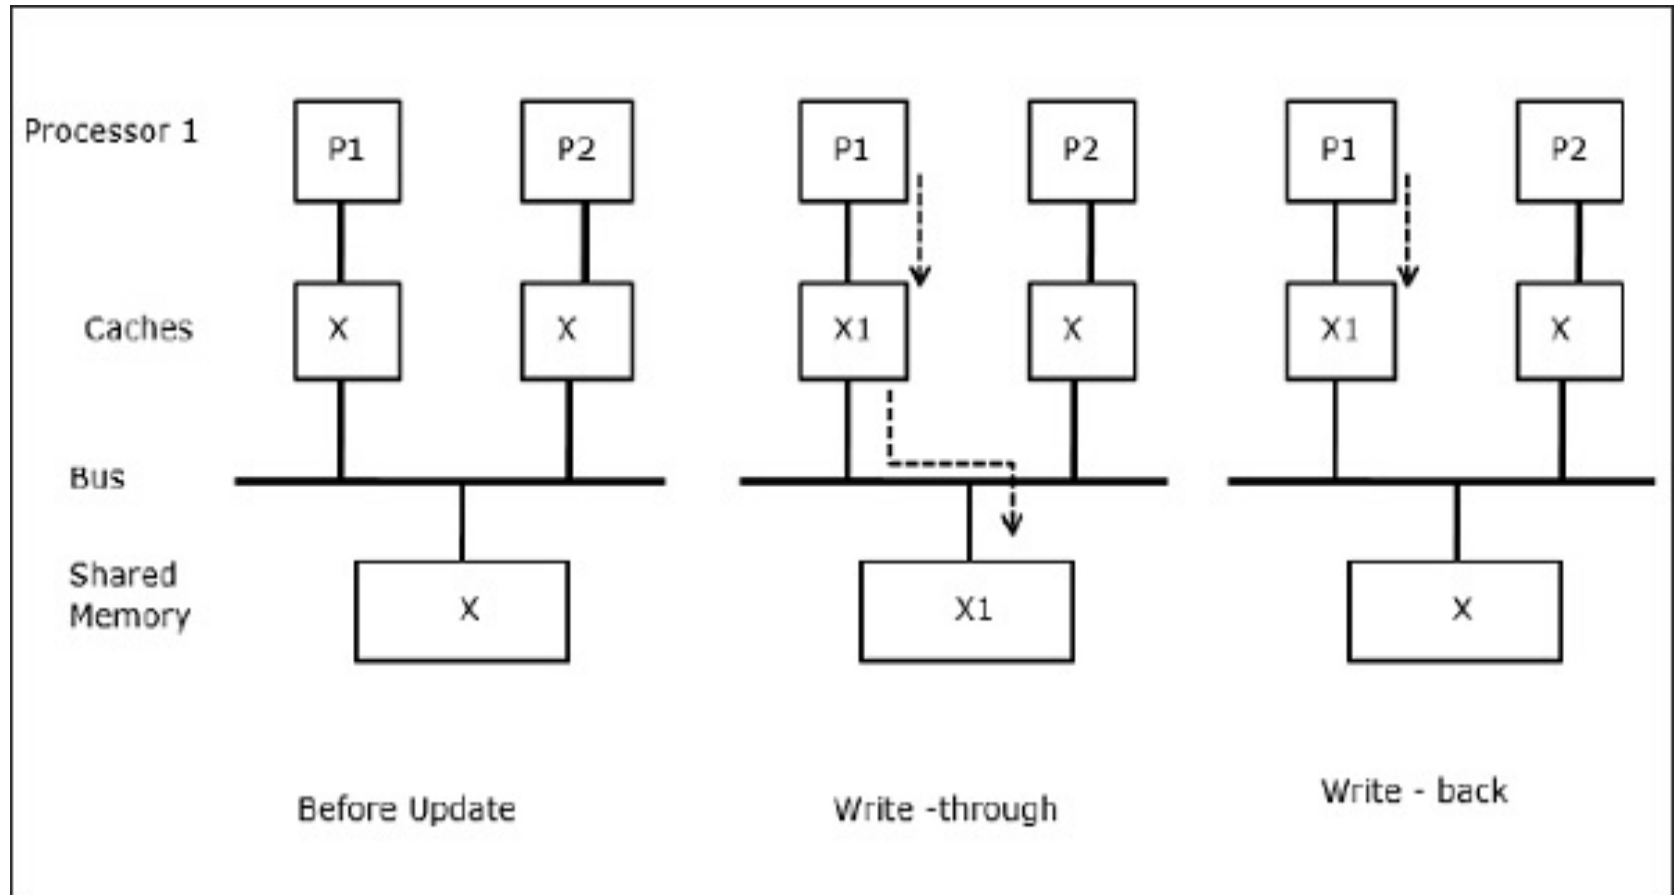 Processor 1
P1
P2
P1
P2
P1
P2
Caches
X
X
X1
X
X1
X
Bus
Shared
Memory
X
X1
X
Before Update
Write -through
Write - back